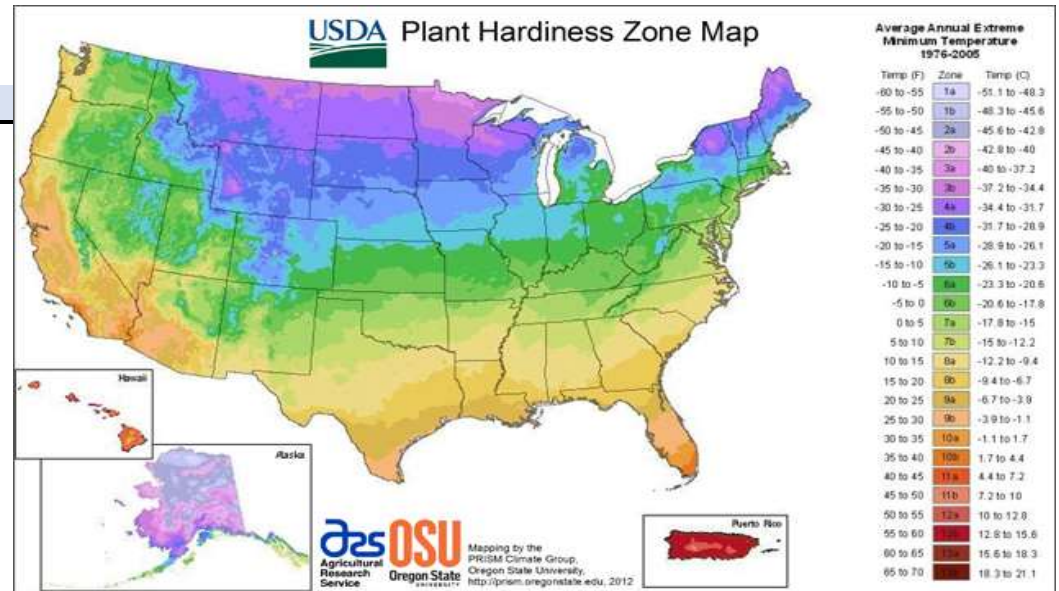 USDA Plant Hardiness Zone Map
Average Annual Extreme
Minimum Temperature
1976-2005
Temp (F) Zone Temp (C)
-60 to -55 1a -51.1 to -48.3
-55 to -50 1b -48.3 to -45.6
-50 to -45 2a -45.6 to -42.8
-45 to -40 2b -42.8 to -40
-40 to -35 3a -40 to -37.2
-35 to -30 3b -37.2 to -34.4
-30 to -25 4a -34.4 to -31.7
-25 to -20 4b -31.7 to -28.9
-20 to -15 5a -28.9 to -26.1
-15 to -10 5b -26.1 to -23.3
-10 to -5 6a -23.3 to -20.6
-5 to 0 6b -20.6 to -17.8
0 to 5 7a -17.8 to -15
5 to 10 7b -15 to -12.2
10 to 15 8a -12.2 to -9.4
15 to 20 8b -9.4 to -6.7
20 to 25 9a -6.7 to -3.9
25 to 30 9b -3.9 to -1.1
30 to 35 10a -1.1 to 1.7
35 to 40 10b 1.7 to 4.4
40 to 45 11a 4.4 to 7.2
45 to 50 11b 7.2 to 10
50 to 55 12a 10 to 12.8
55 to 60 12.8 to 15.6
60 to 65 15.6 to 18.3
65 to 70 18.3 to 21.1
Hawaii
Alaska
Puerto Rico
ars
Agricultural
Research
Service
OSU
Oregon State
UNIVERSITY
Mapping by the
PRISM Climate Group,
Oregon State University,
http://prism.oregonstate.edu, 2012